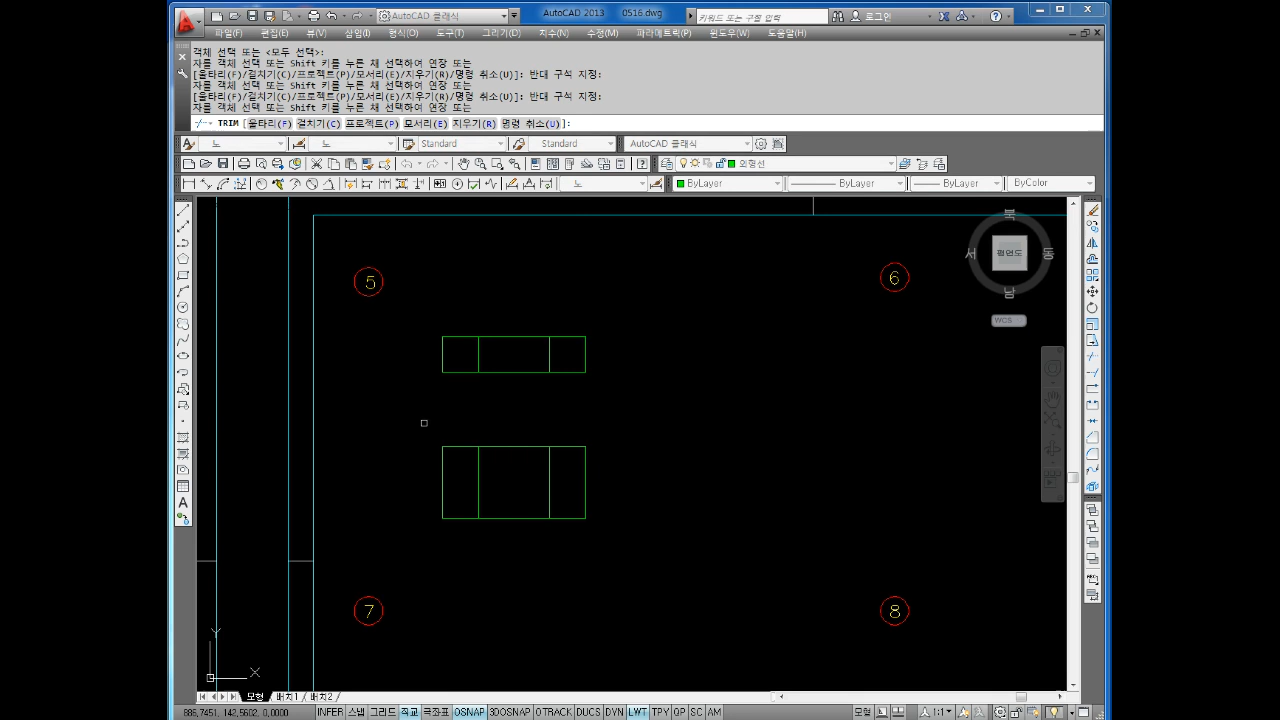 AutoCAD 클래식
AutoCAD 2013 0516.dwg
키워드 또는 구절 입력
로그인
파일(F) 편집(E) 뷰(V) 삽입(I) 형식(O) 도구(T) 그리기(D) 치수(N) 수정(M) 파라메트릭(P) 윈도우(W) 도움말(H)
객체 선택 또는 <모두 선택>:
자를 객체 선택 또는 Shift 키를 누른 채 선택하여 연장 또는
[울타리(F)/걸치기(C)/프로젝트(P)/모서리(E)/지우기(R)/명령 취소(U)]: 반대 구석 지정:
자를 객체 선택 또는 Shift 키를 누른 채 선택하여 연장 또는
[울타리(F)/걸치기(C)/프로젝트(P)/모서리(E)/지우기(R)/명령 취소(U)]: 반대 구석 지정:
자를 객체 선택 또는 Shift 키를 누른 채 선택하여 연장 또는
TRIM [울타리(F) 걸치기(C) 프로젝트(P) 모서리(E) 지우기(R) 명령 취소(U)]:
Standard Standard AutoCAD 클래식
외형선
ByLayer ByLayer ByLayer ByColor
북
서 평면도 동
남
WCS
5 6
7 8
Y
X
모형 배치1 배치2
886,7451, 142,5602, 0,0000 INFER 스냅 그리드 직교 극좌표 OSNAP 3DOSNAP OTRACK DUCS DYN LWT TPY QP SC AM 모형 1:1